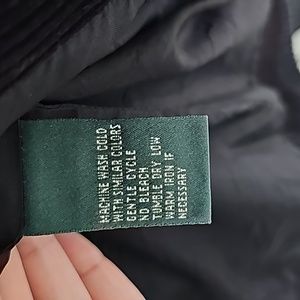 MACHINE WASH COLD
WITH SIMILAR COLORS
GENTLE CYCLE
NO BLEACH
TUMBLE DRY LOW
WARM IRON IF
NECESSARY